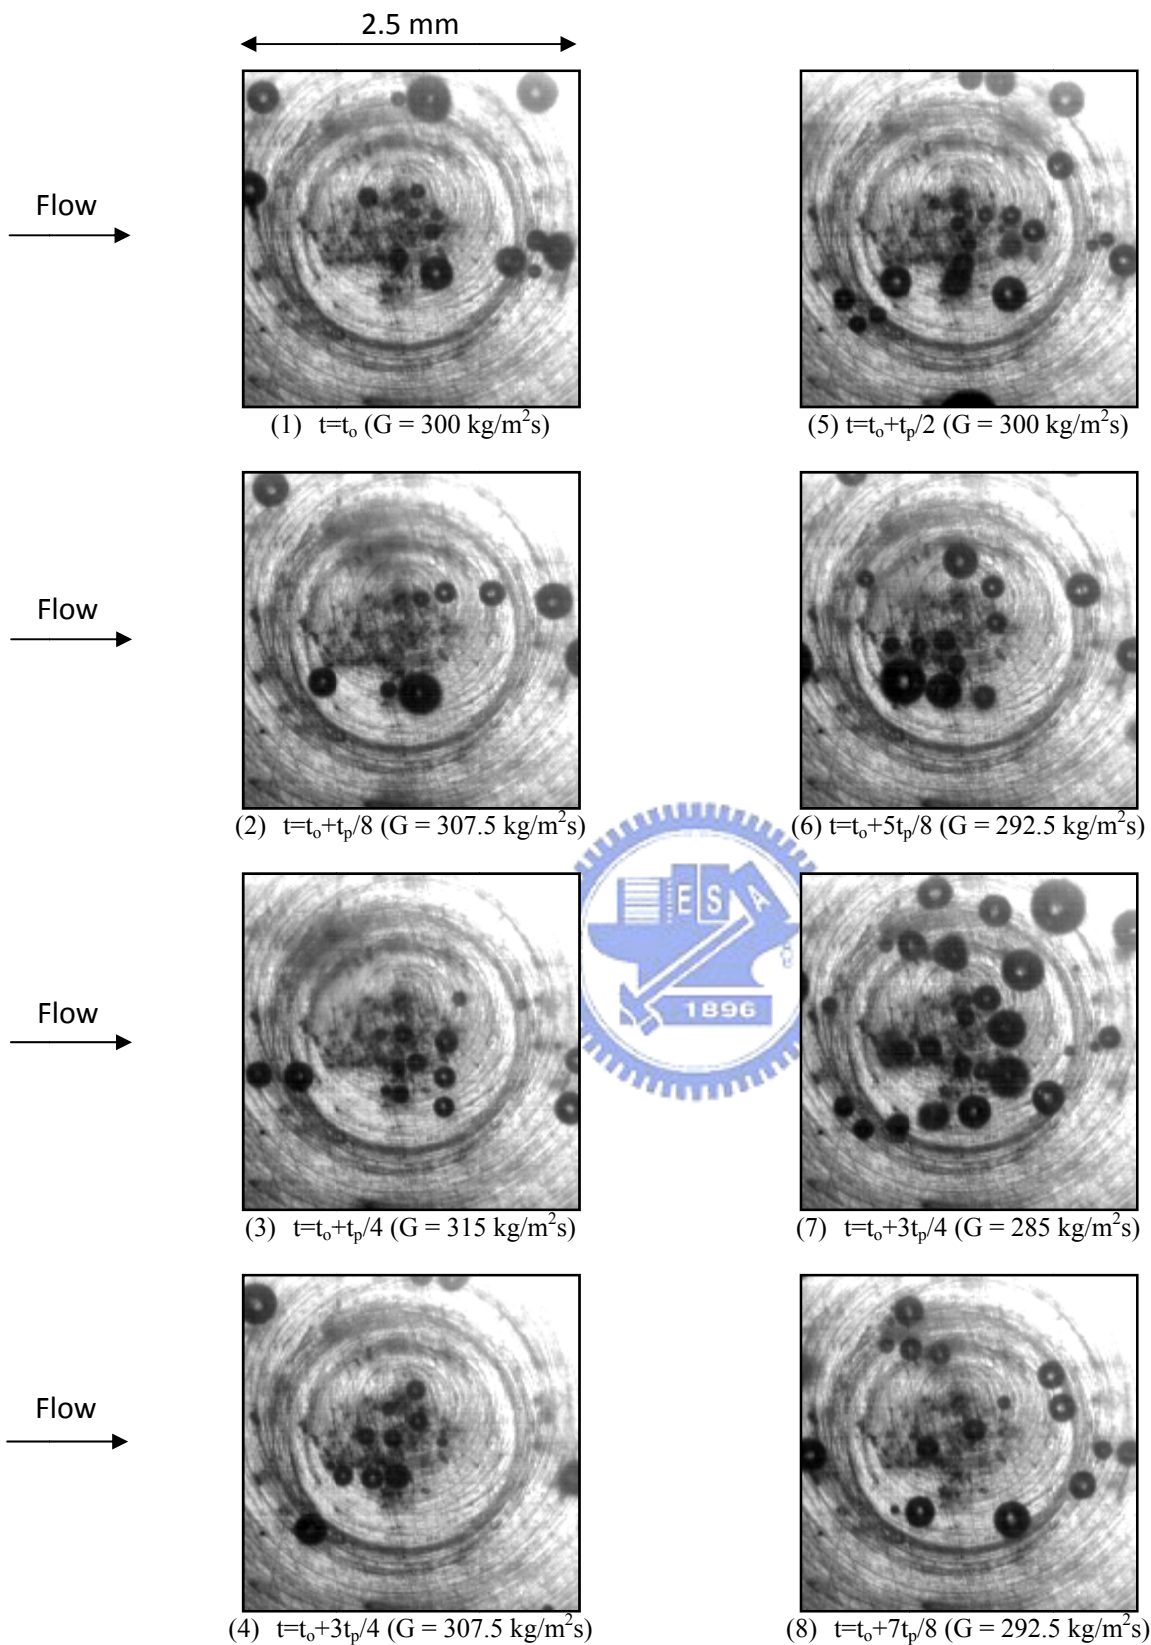 2.5 mm
Flow
(1) t=tₒ (G = 300 kg/m²s)
(5) t=tₒ+tₚ/2 (G = 300 kg/m²s)
Flow
(2) t=tₒ+tₚ/8 (G = 307.5 kg/m²s)
(6) t=tₒ+5tₚ/8 (G = 292.5 kg/m²s)
E S A
1896
Flow
(3) t=tₒ+tₚ/4 (G = 315 kg/m²s)
(7) t=tₒ+3tₚ/4 (G = 285 kg/m²s)
Flow
(4) t=tₒ+3tₚ/4 (G = 307.5 kg/m²s)
(8) t=tₒ+7tₚ/8 (G = 292.5 kg/m²s)